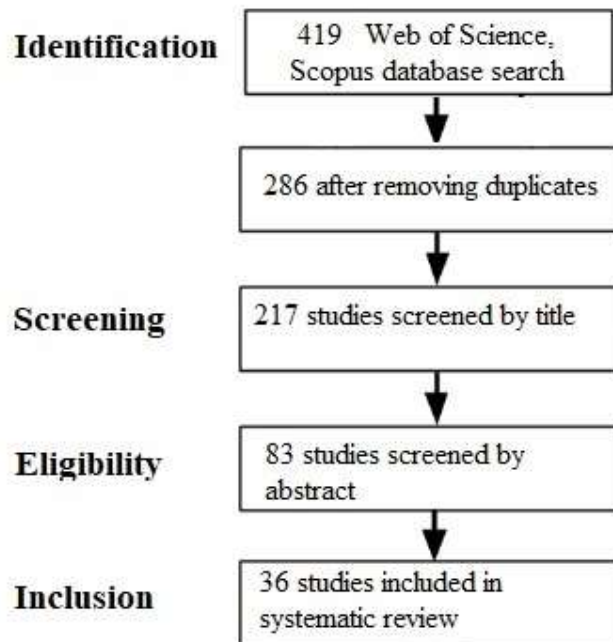 Identification
419 Web of Science,
Scopus database search
286 after removing duplicates
Screening
217 studies screened by title
Eligibility
83 studies screened by
abstract
Inclusion
36 studies included in
systematic review